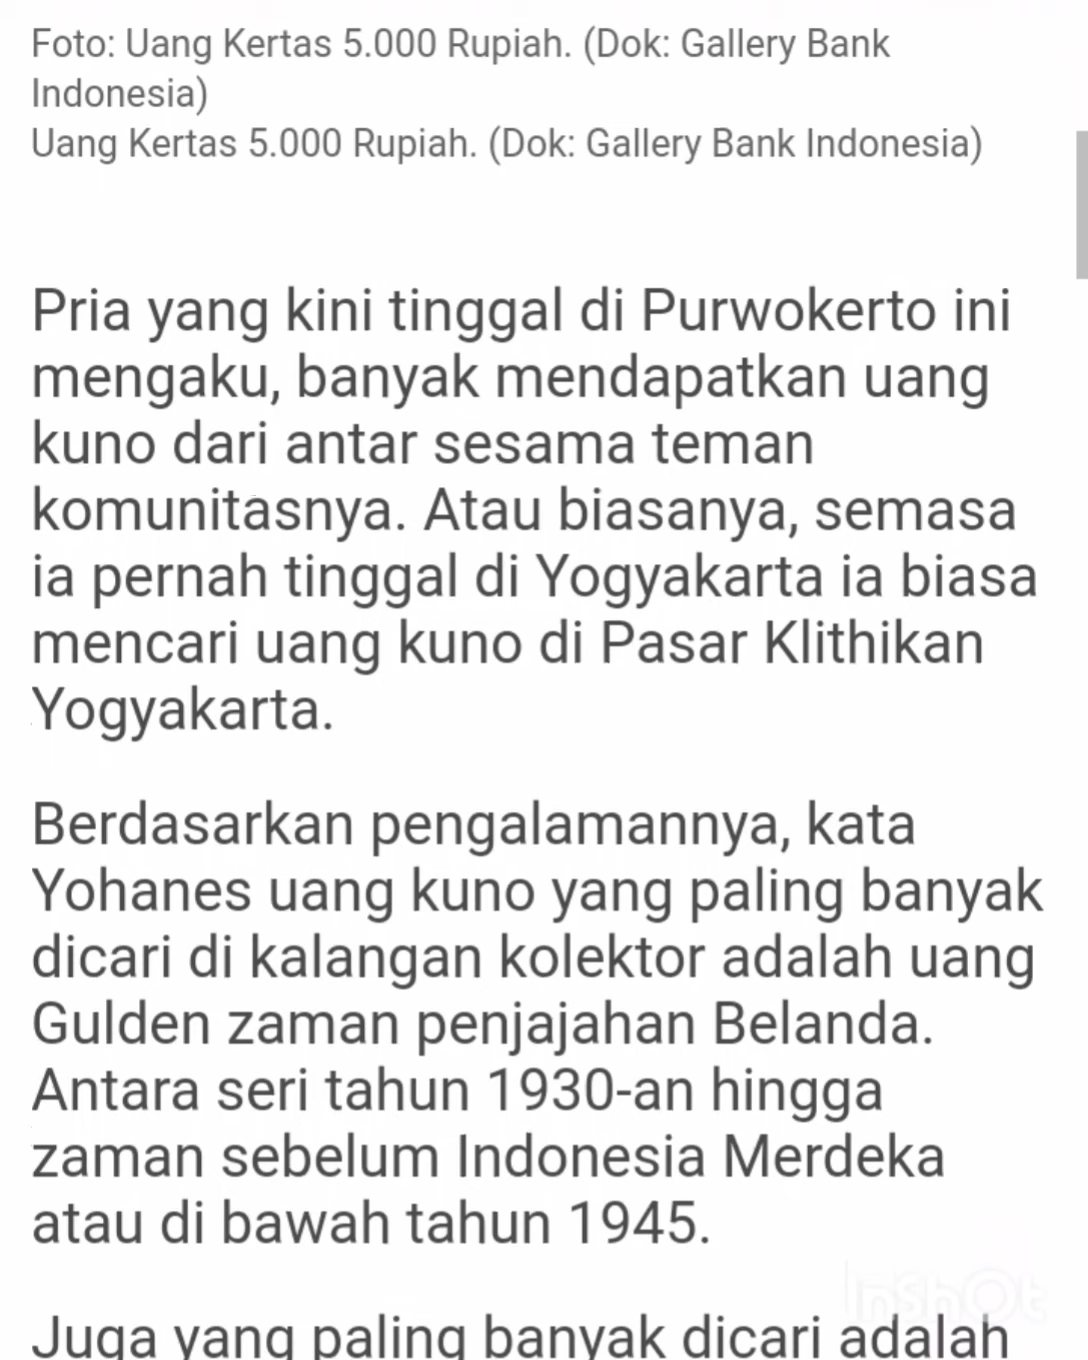 Foto: Uang Kertas 5.000 Rupiah. (Dok: Gallery Bank
Indonesia)
Uang Kertas 5.000 Rupiah. (Dok: Gallery Bank Indonesia)
Pria yang kini tinggal di Purwokerto ini
mengaku, banyak mendapatkan uang
kuno dari antar sesama teman
komunitasnya. Atau biasanya, semasa
ia pernah tinggal di Yogyakarta ia biasa
mencari uang kuno di Pasar Klithikan
Yogyakarta.
Berdasarkan pengalamannya, kata
Yohanes uang kuno yang paling banyak
dicari di kalangan kolektor adalah uang
Gulden zaman penjajahan Belanda.
Antara seri tahun 1930-an hingga
zaman sebelum Indonesia Merdeka
atau di bawah tahun 1945.
InShOt
Juga yang paling banyak dicari adalah